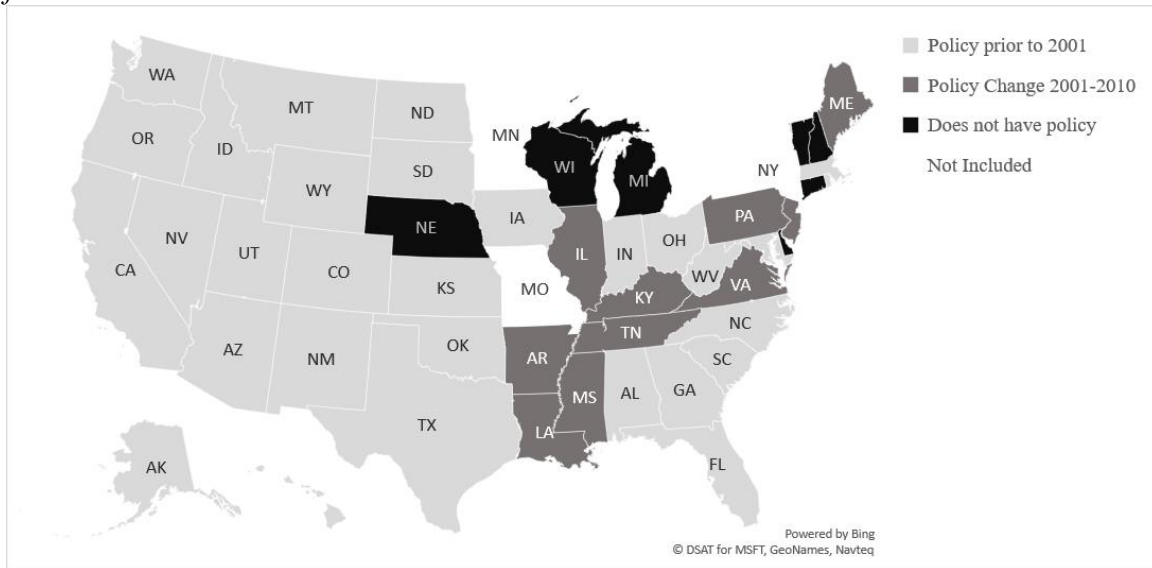 Policy prior to 2001
Policy Change 2001-2010
Does not have policy
Not Included
WA
MT
ND
MN
ME
OR
ID
WI
MI
NY
SD
WY
IA
PA
NE
OH
NV
UT
IL
IN
WV
CA
CO
KS
MO
KY
VA
NC
TN
OK
AZ
NM
AR
SC
MS
AL
GA
TX
LA
FL
AK
Powered by Bing
© DSAT for MSFT, GeoNames, Navteq